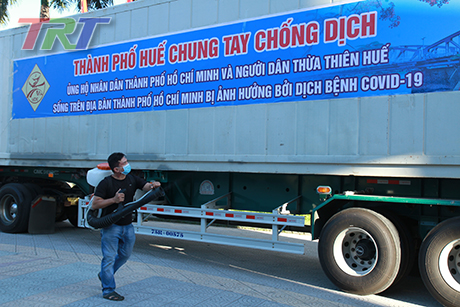 TRT
THÀNH PHỐ HUẾ CHUNG TAY CHỐNG DỊCH
ỦNG HỘ NHÂN DÂN THÀNH PHỐ HỒ CHÍ MINH VÀ NGƯỜI DÂN THỪA THIÊN HUẾ
SỐNG TRÊN ĐỊA BÀN THÀNH PHỐ HỒ CHÍ MINH BỊ ẢNH HƯỞNG BỞI DỊCH BỆNH COVID-19